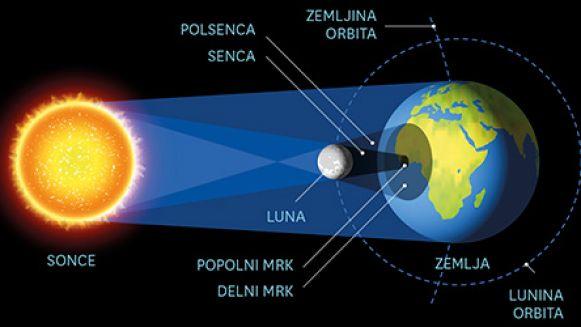 ZEMLJINA
ORBITA
POLSENCA
SENCA
LUNA
SONCE
POPOLNI MRK
DELNI MRK
ZEMLJA
LUNINA
ORBITA